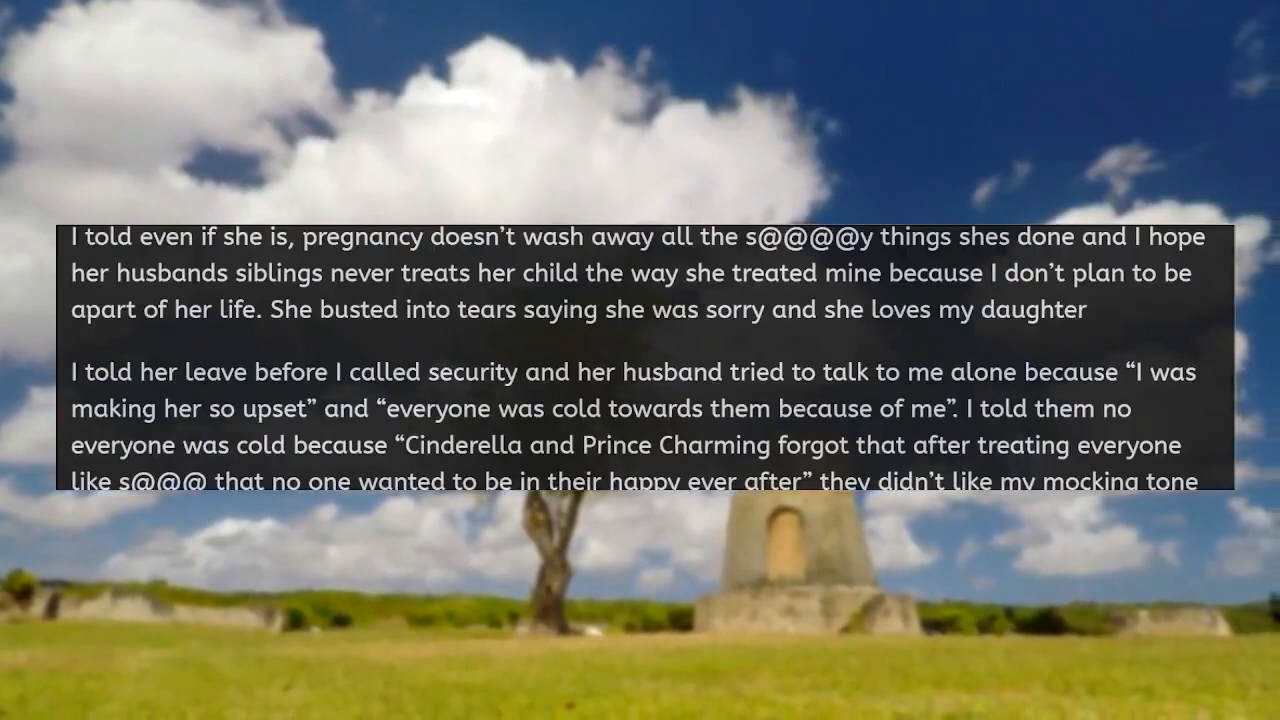 I told even if she is, pregnancy doesn’t wash away all the s@@@@y things shes done and I hope
her husbands siblings never treats her child the way she treated mine because I don’t plan to be
apart of her life. She busted into tears saying she was sorry and she loves my daughter
I told her leave before I called security and her husband tried to talk to me alone because “I was
making her so upset” and “everyone was cold towards them because of me”. I told them no
everyone was cold because “Cinderella and Prince Charming forgot that after treating everyone
like s@@@ that no one wanted to be in their happy ever after” they didn’t like my mocking tone